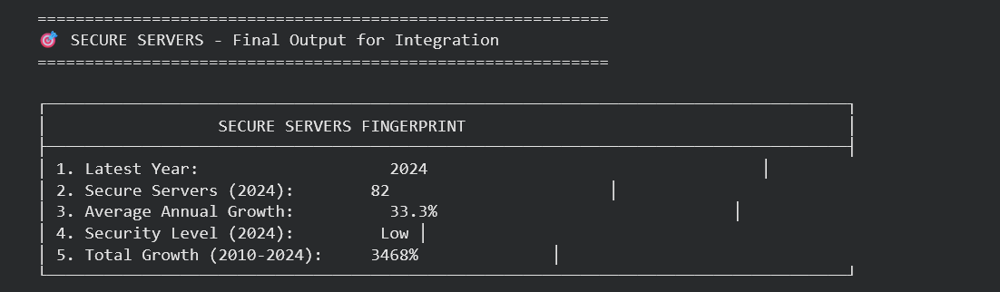 ============================================================
🎯 SECURE SERVERS - Final Output for Integration
============================================================
SECURE SERVERS FINGERPRINT
1. Latest Year: 2024
2. Secure Servers (2024): 82
3. Average Annual Growth: 33.3%
4. Security Level (2024): Low
5. Total Growth (2010-2024): 3468%